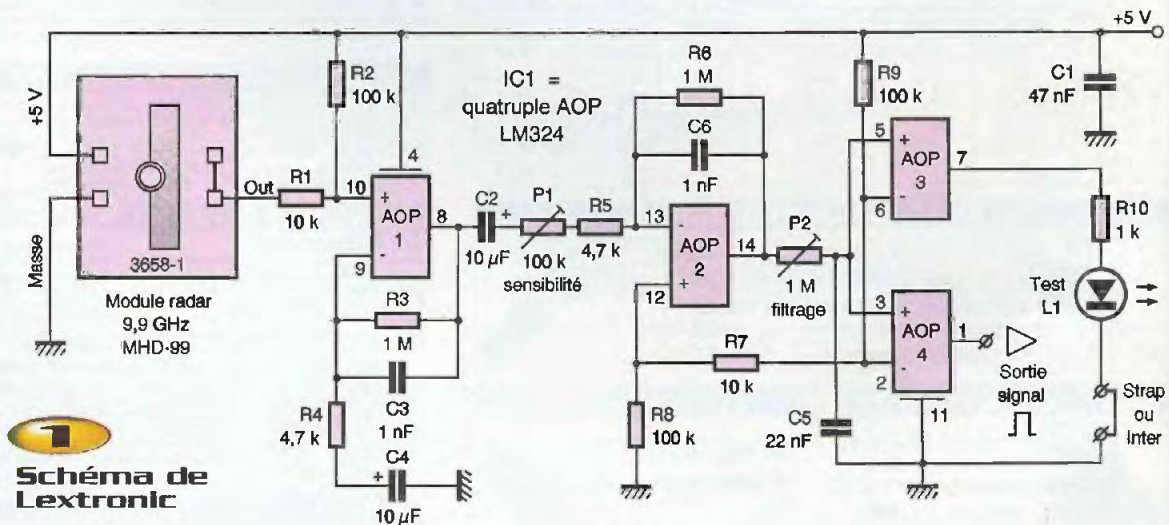 +5 V
+5 V
Masse
3658-1
Module radar
9,9 GHz
MHD-99
Out
R1
10 k
R2
100 k
4
10
+
AOP
1
8
9
-
R3
1 M
C3
1 nF
R4
4,7 k
+
C4
10 µF
IC1 =
quatruple AOP
LM324
C2
+
10 µF
P1
100 k
sensibilité
R5
4,7 k
R6
1 M
C6
1 nF
13
-
AOP
2
14
12
+
R7
10 k
R8
100 k
P2
1 M
filtrage
C5
22 nF
R9
100 k
5
+
AOP
3
7
6
-
3
+
AOP
4
1
2
-
11
Sortie
signal
C1
47 nF
R10
1 k
Test
L1
Strap
ou
Inter
1
Schéma de
Lextronic